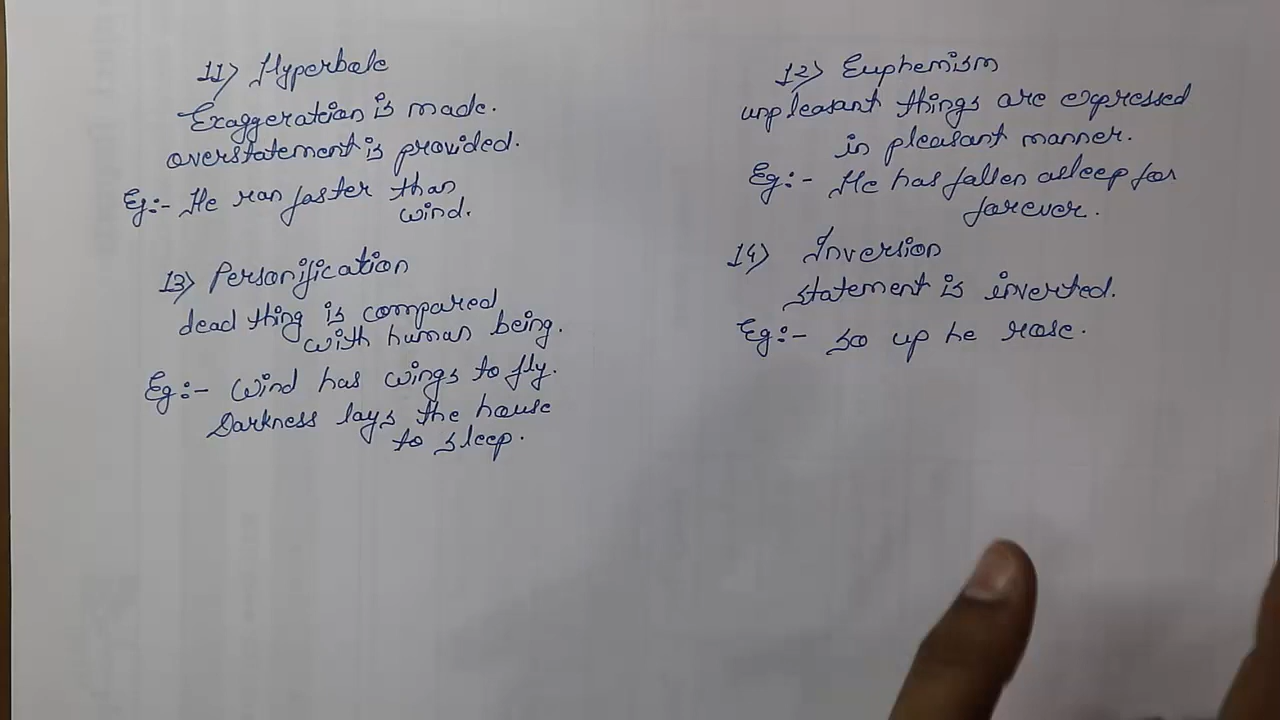 11) Hyperbole
Exaggeration is made.
overstatement is provided.
Eg:- He ran faster than
wind.
12) Euphemism
unpleasant things are expressed
in pleasant manner.
Eg:- He has fallen asleep for
forever.
13) Personification
dead thing is compared
with human being.
Eg:- Wind has wings to fly.
Darkness lays the house
to sleep.
14) Inversion
statement is inverted.
Eg:- so up he rose.